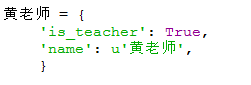 黄老师 = {
    'is_teacher': True,
    'name': u'黄老师',
    }